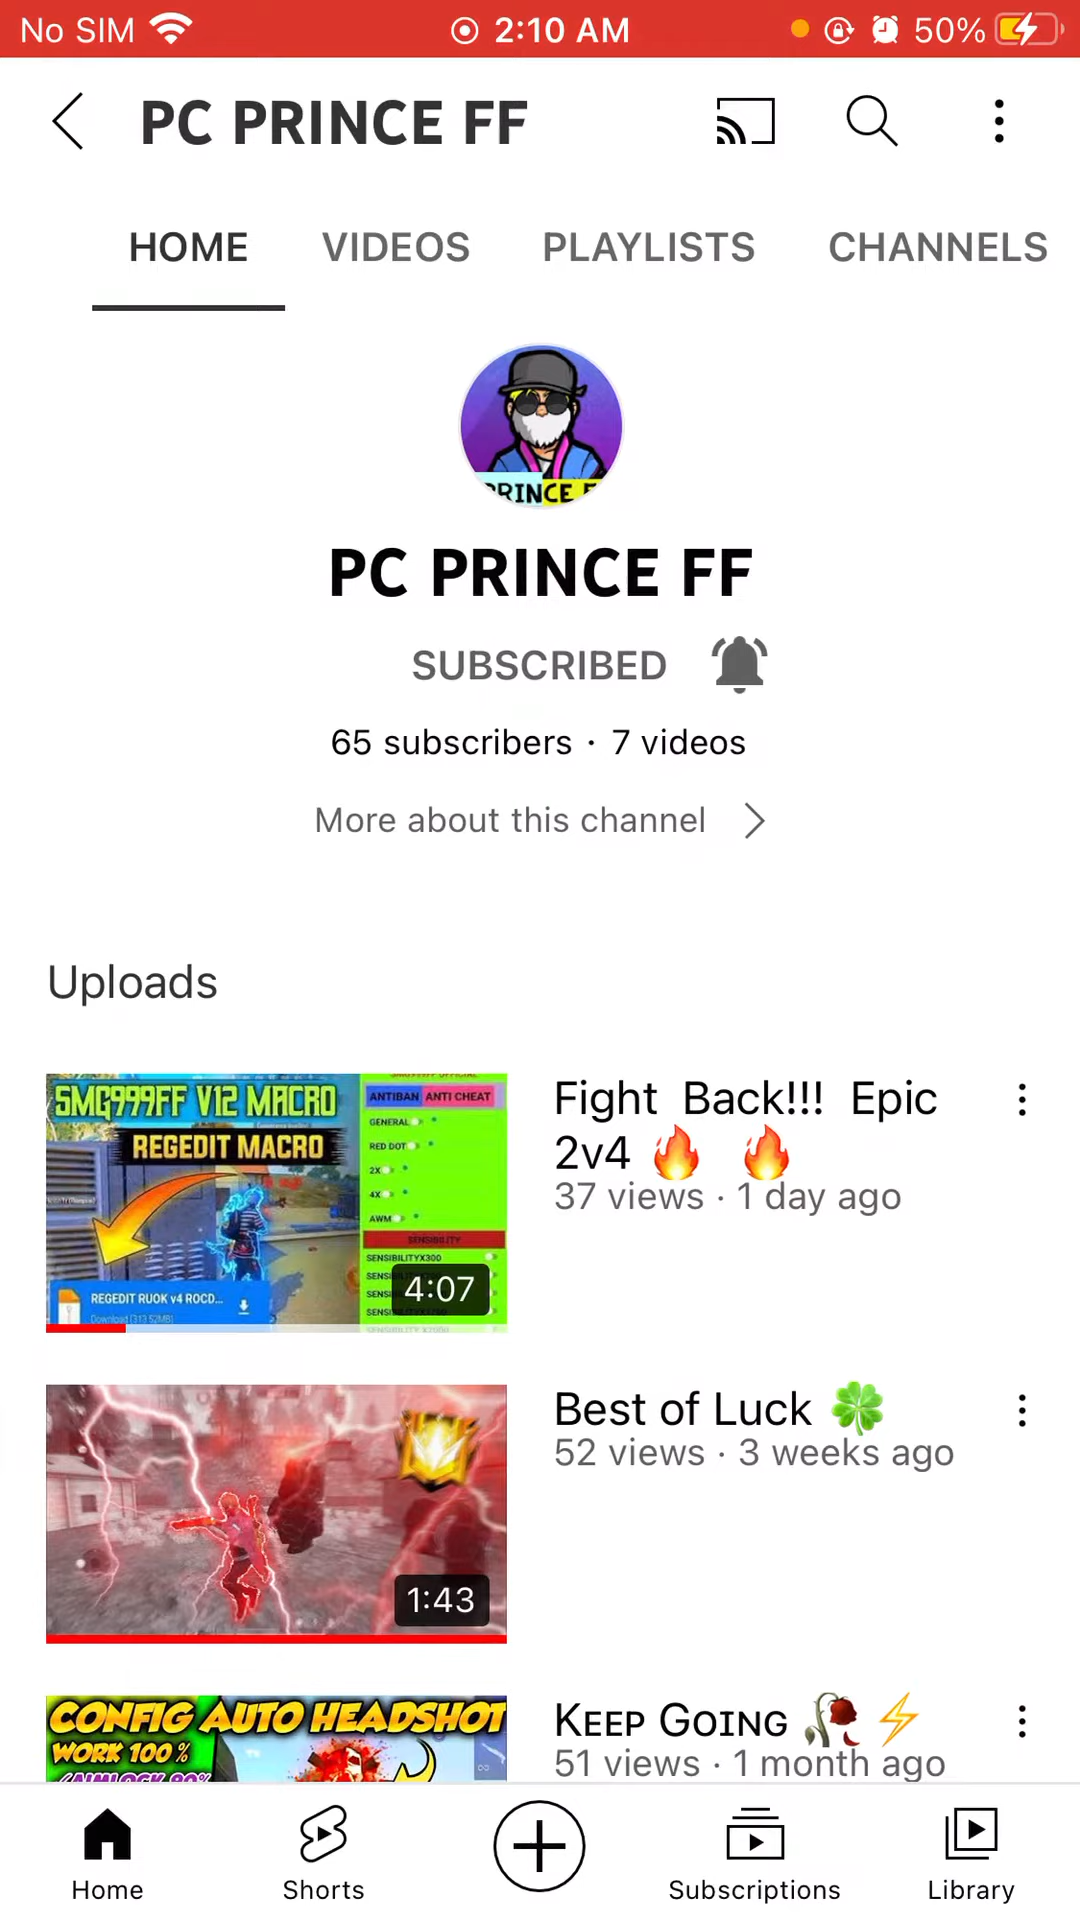 No SIM 2:10 AM 50%
PC PRINCE FF
HOME VIDEOS PLAYLISTS CHANNELS
PC PRINCE FF
SUBSCRIBED
65 subscribers · 7 videos
More about this channel
Uploads
SMG999FF V12 MACRO
REGEDIT MACRO
ANTIBAN ANTI CHEAT
GENERAL
RED DOT
2X
4X
AWM
SENSIBILITY
SENSIBILITYX300
REGEDIT RUOK v4 ROCD...
Download (313.52MB)
4:07
Fight Back!!! Epic
2v4 🔥 🔥
37 views · 1 day ago
1:43
Best of Luck 🍀
52 views · 3 weeks ago
CONFIG AUTO HEADSHOT
WORK 100%
Keep Going 🥀⚡
51 views · 1 month ago
Home Shorts Subscriptions Library